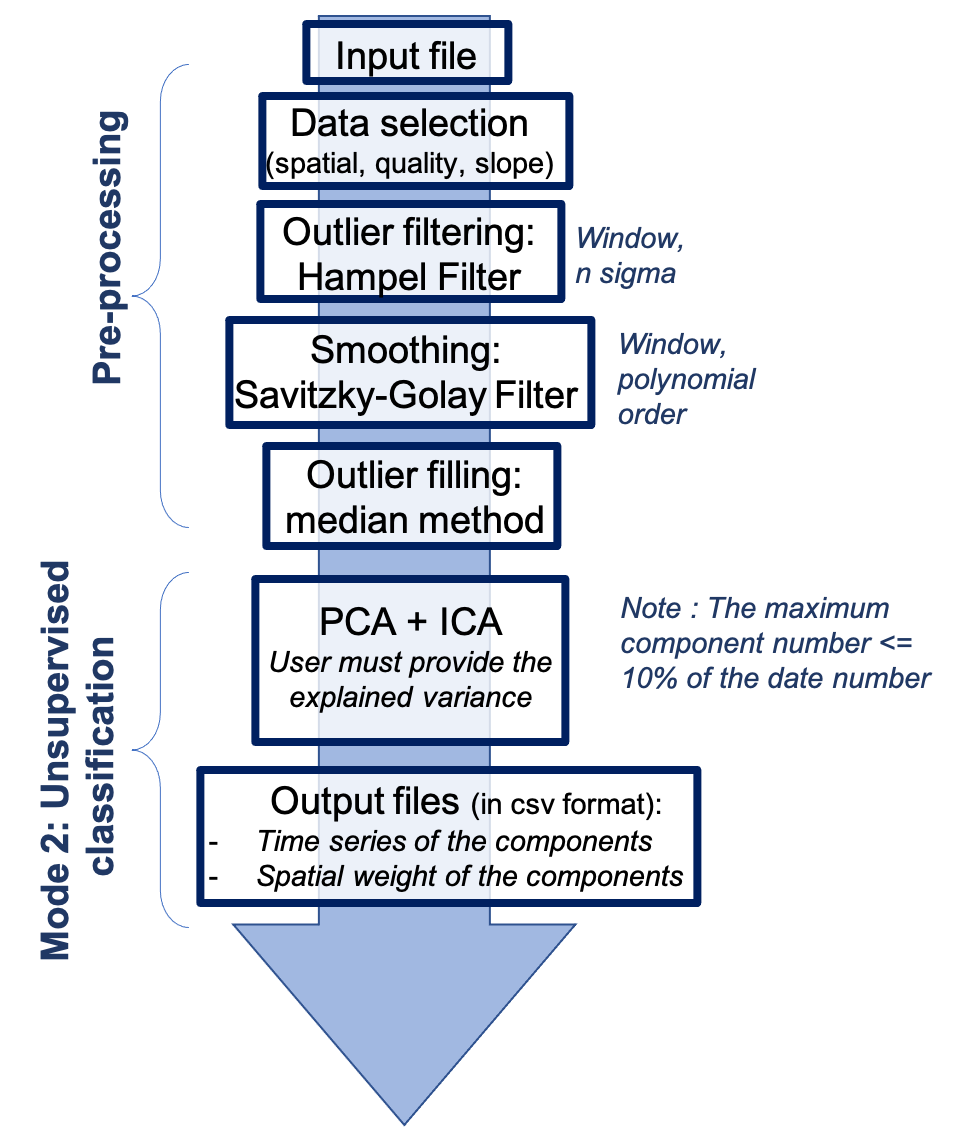 Input file
Data selection
(spatial, quality, slope)
Outlier filtering:
Hampel Filter
Window,
n sigma
Smoothing:
Savitzky-Golay Filter
Window,
polynomial
order
Outlier filling:
median method
Pre-processing
PCA + ICA
User must provide the
explained variance
Note : The maximum
component number <=
10% of the date number
Output files (in csv format):
- Time series of the components
- Spatial weight of the components
Mode 2: Unsupervised
classification